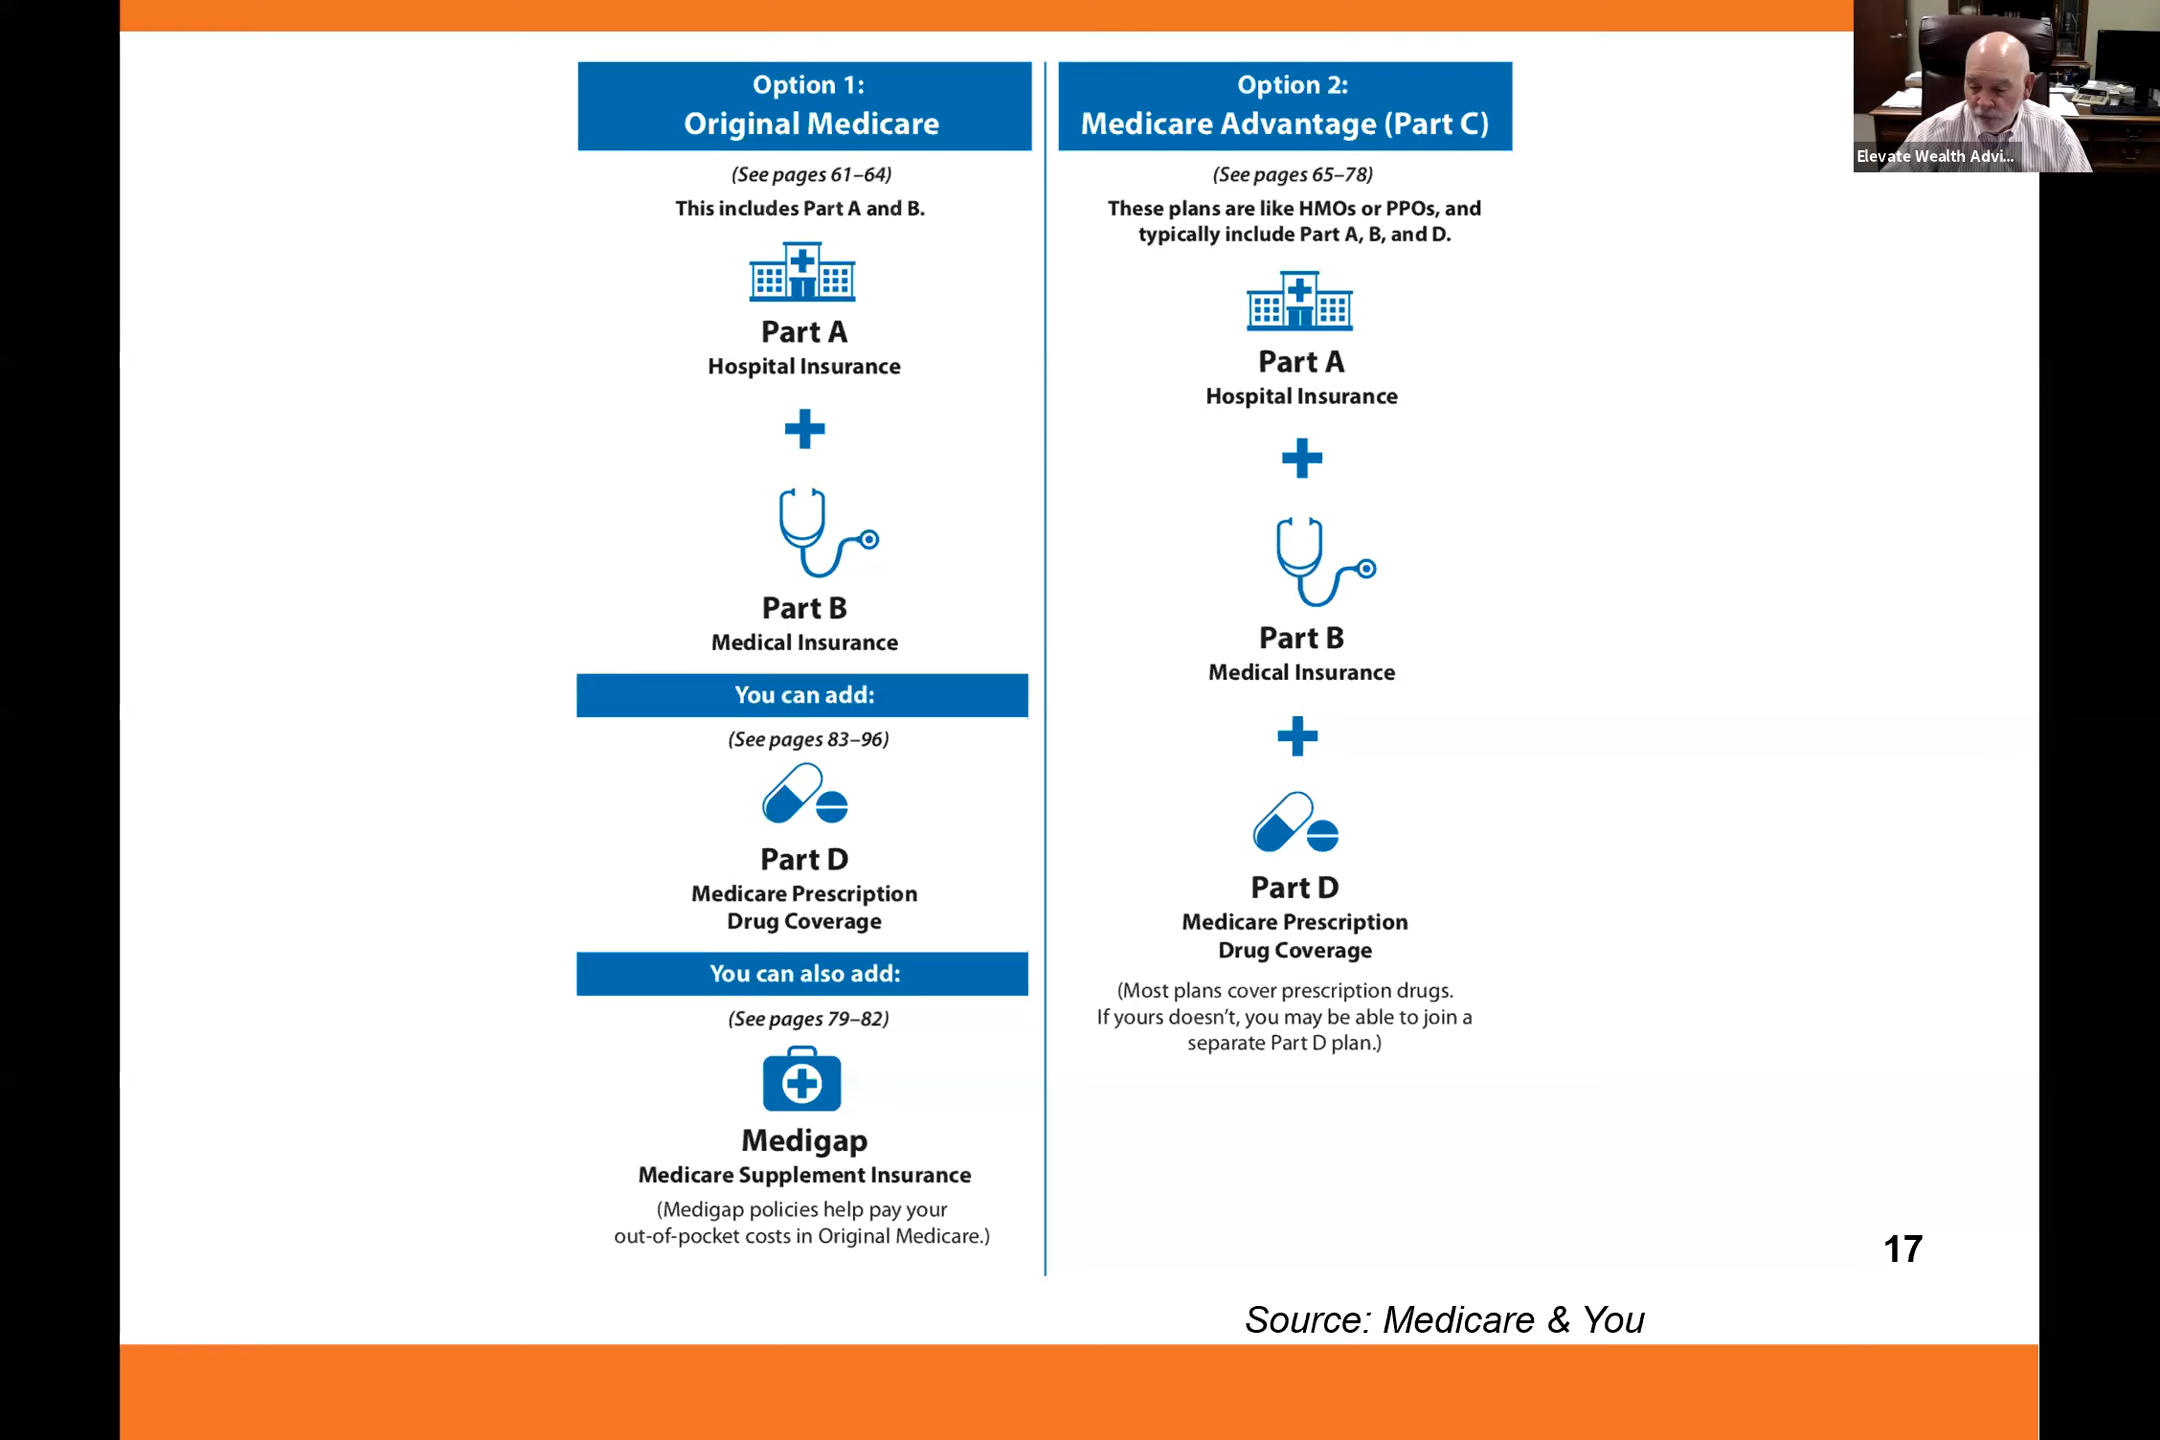 Option 1:
Original Medicare
(See pages 61–64)
This includes Part A and B.
Part A
Hospital Insurance
Part B
Medical Insurance
You can add:
(See pages 83–96)
Part D
Medicare Prescription
Drug Coverage
You can also add:
(See pages 79–82)
Medigap
Medicare Supplement Insurance
(Medigap policies help pay your
out-of-pocket costs in Original Medicare.)
Option 2:
Medicare Advantage (Part C)
(See pages 65–78)
These plans are like HMOs or PPOs, and
typically include Part A, B, and D.
Part A
Hospital Insurance
Part B
Medical Insurance
Part D
Medicare Prescription
Drug Coverage
(Most plans cover prescription drugs.
If yours doesn't, you may be able to join a
separate Part D plan.)
Elevate Wealth Advi...
17
Source: Medicare & You